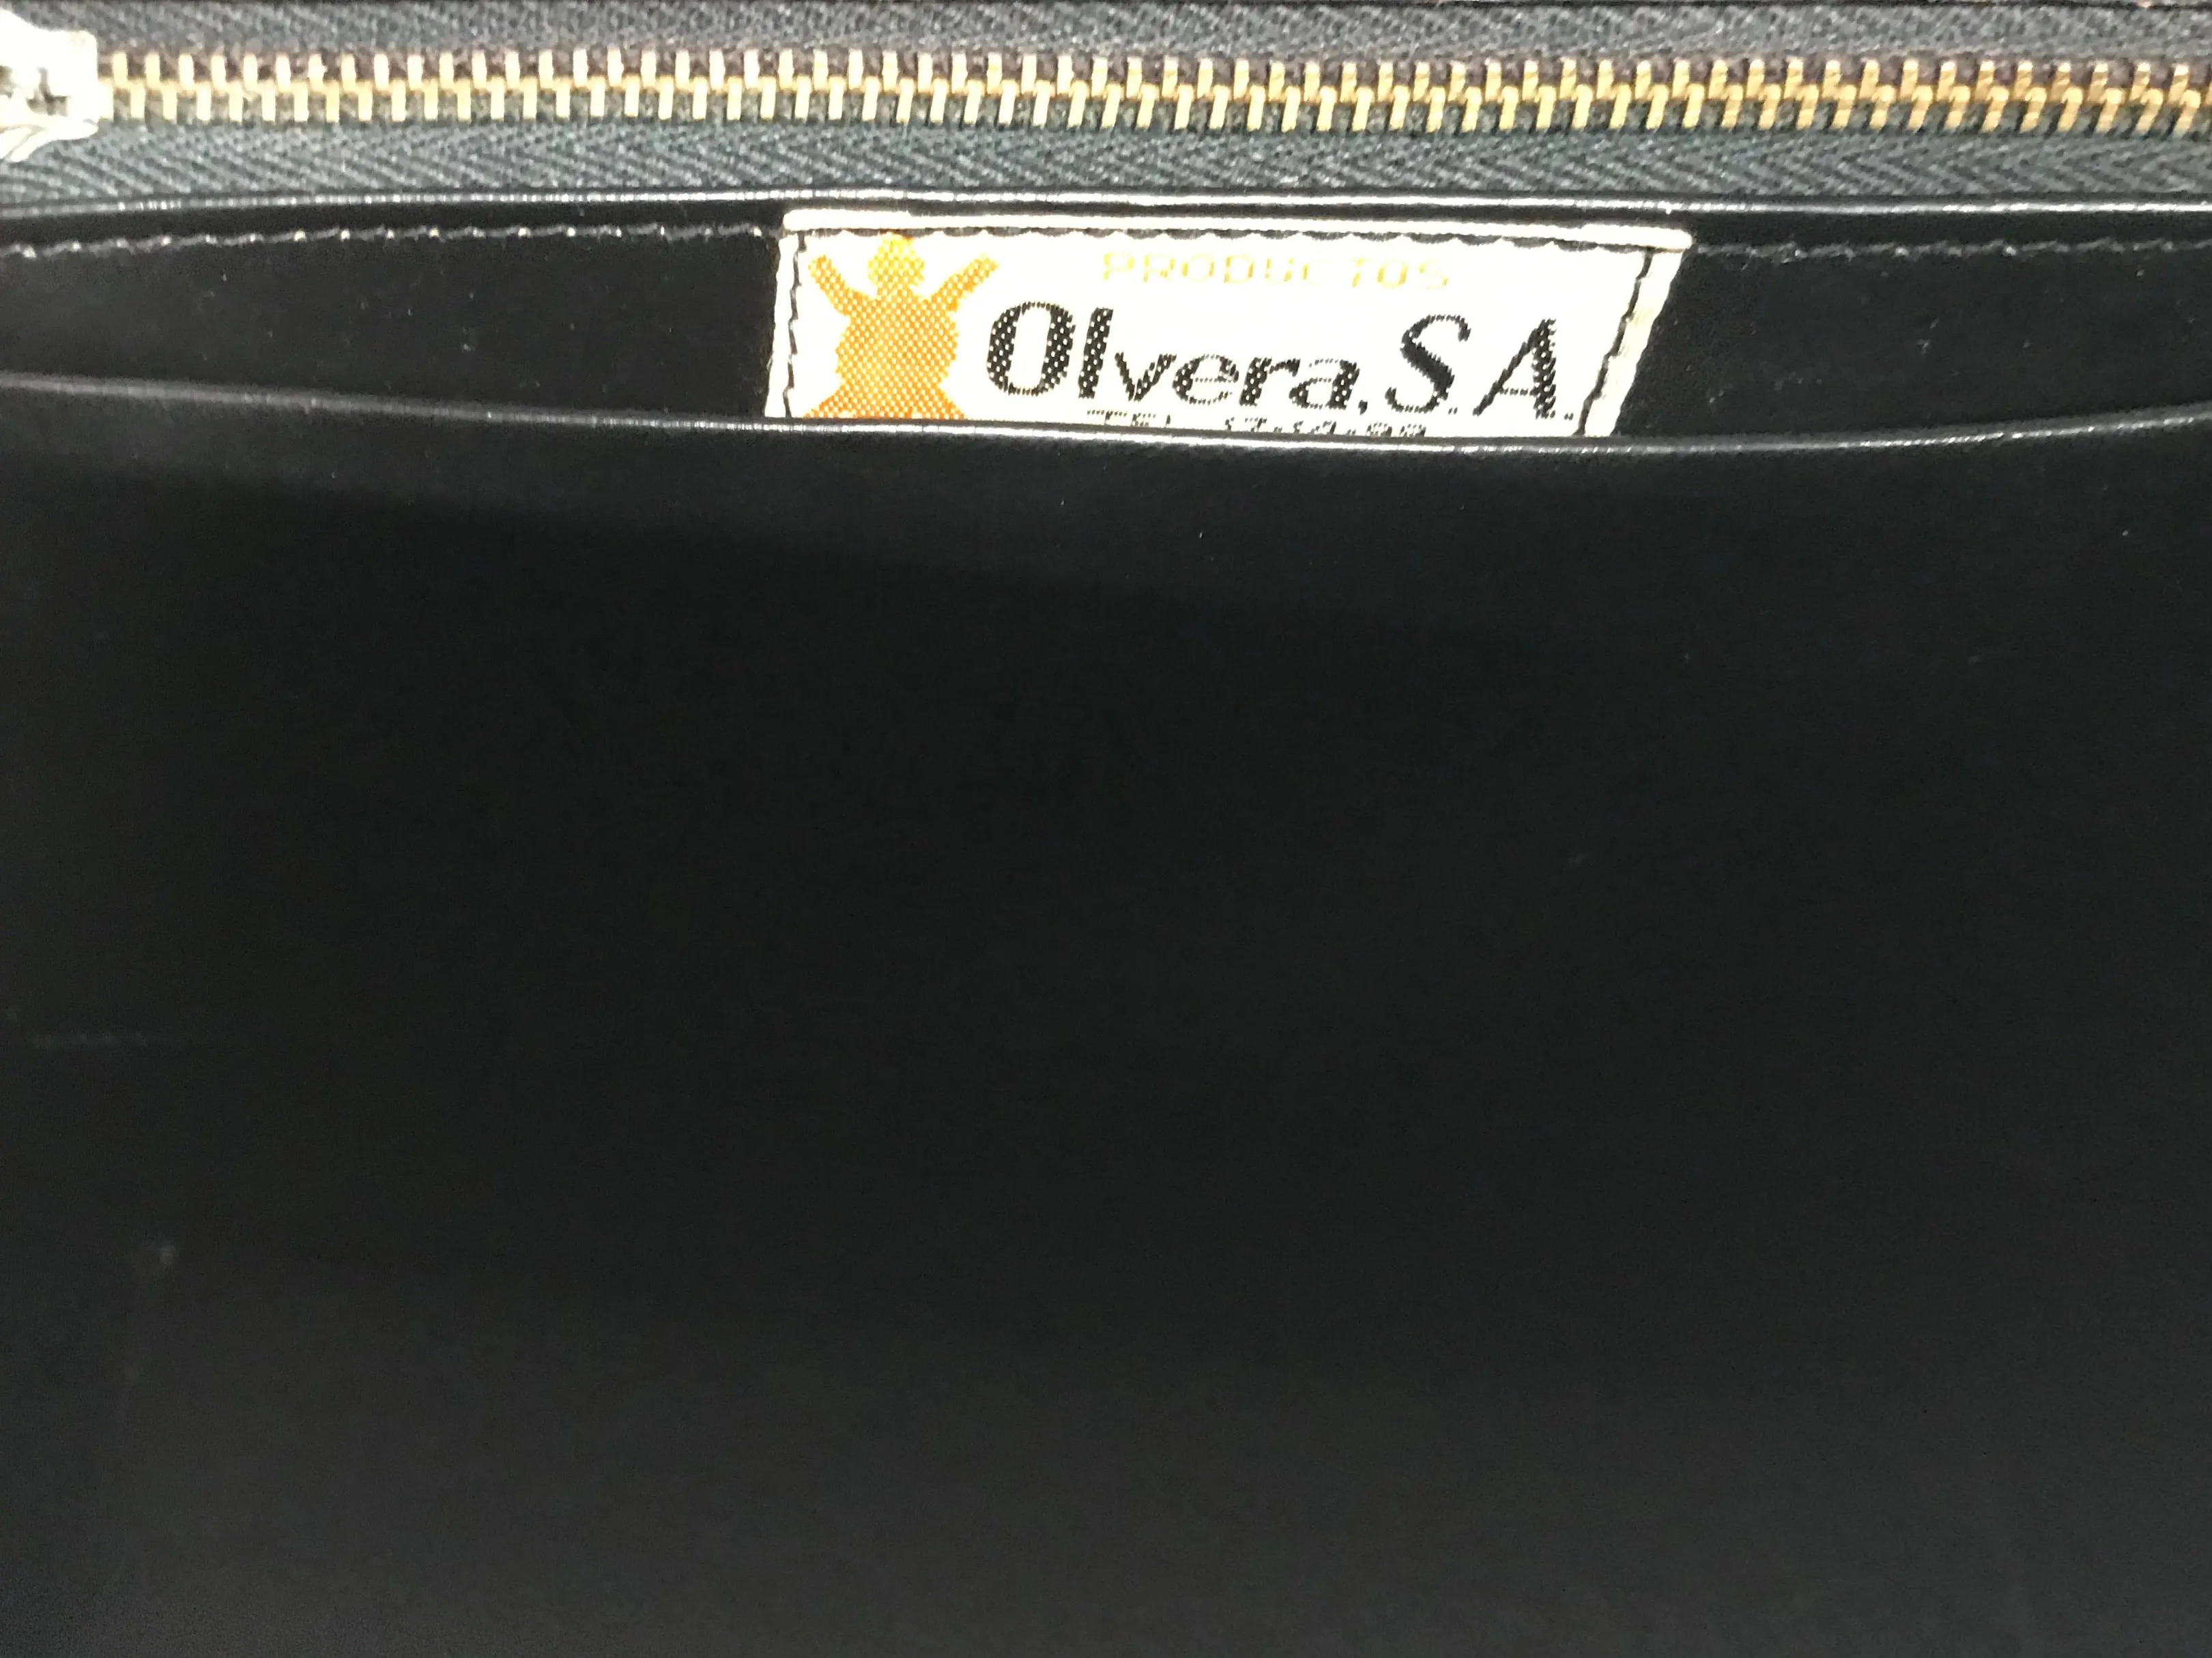 PRODUCTOS
Olvera, S.A.